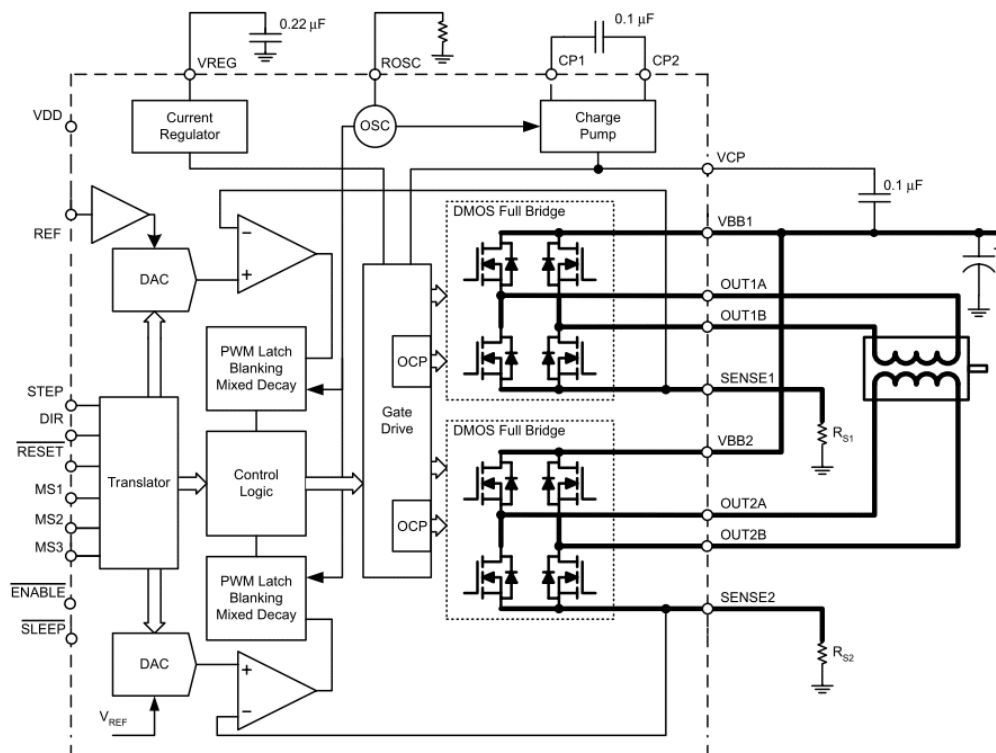 0.22 μF
0.1 μF
VREG
ROSC
CP1
CP2
VDD
Current
Regulator
OSC
Charge
Pump
VCP
0.1 μF
REF
DAC
−
+
DMOS Full Bridge
VBB1
OUT1A
OUT1B
SENSE1
R_S1
PWM Latch
Blanking
Mixed Decay
OCP
Gate
Drive
OCP
STEP
DIR
RESET
MS1
MS2
MS3
ENABLE
SLEEP
Translator
Control
Logic
DMOS Full Bridge
VBB2
OUT2A
OUT2B
SENSE2
R_S2
PWM Latch
Blanking
Mixed Decay
DAC
+
−
V_REF